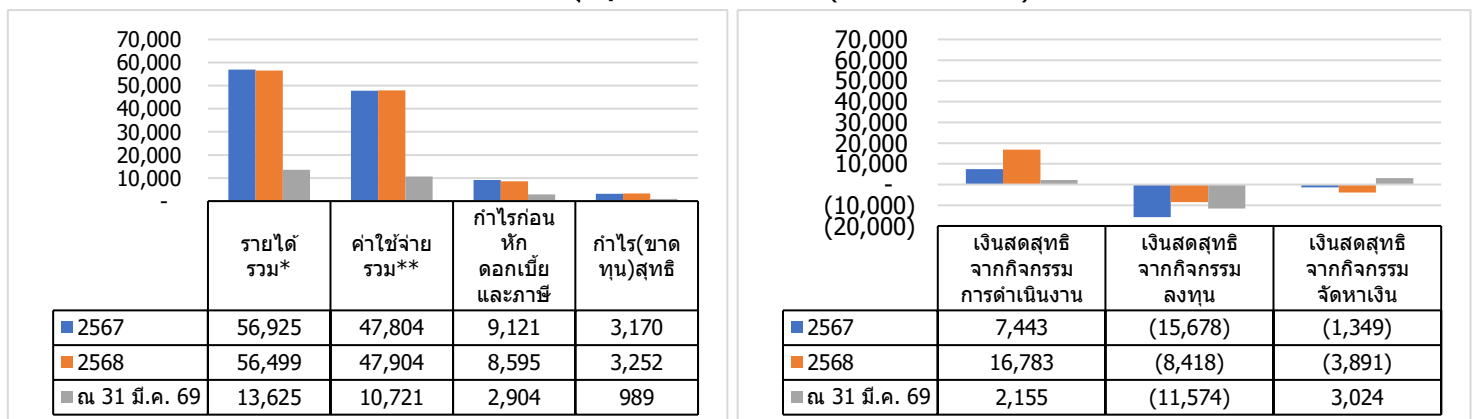 70,000
60,000
50,000
40,000
30,000
20,000
10,000
-
รายได้รวม* ค่าใช้จ่ายรวม** กำไรก่อนหักดอกเบี้ยและภาษี กำไร(ขาดทุน)สุทธิ
2567 56,925 47,804 9,121 3,170
2568 56,499 47,904 8,595 3,252
ณ 31 มี.ค. 69 13,625 10,721 2,904 989
70,000
60,000
50,000
40,000
30,000
20,000
10,000
-
(10,000)
(20,000)
เงินสดสุทธิจากกิจกรรมการดำเนินงาน เงินสดสุทธิจากกิจกรรมลงทุน เงินสดสุทธิจากกิจกรรมจัดหาเงิน
2567 7,443 (15,678) (1,349)
2568 16,783 (8,418) (3,891)
ณ 31 มี.ค. 69 2,155 (11,574) 3,024